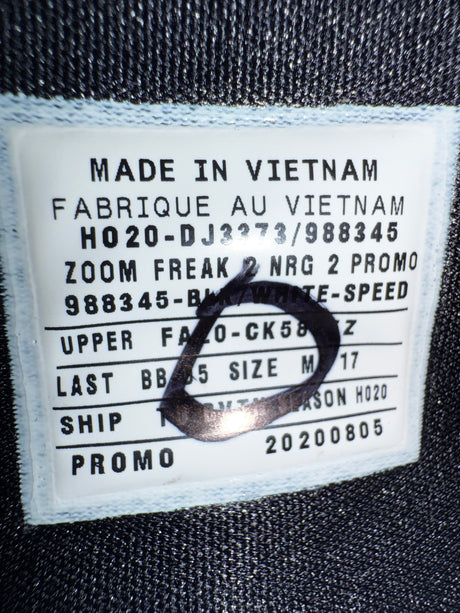 MADE IN VIETNAM
FABRIQUE AU VIETNAM
HO20-DJ3373/988345
ZOOM FREAK 2 NRG 2 PROMO
988345-BLK/WHITE-SPEED
UPPER
LAST SIZE 17
SHIP HO20
PROMO 20200805